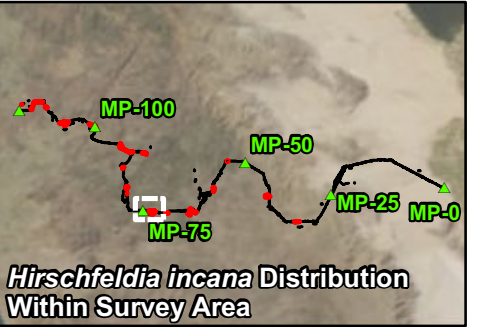 MP-100
MP-50
MP-25
MP-0
MP-75
Hirschfeldia incana Distribution
Within Survey Area